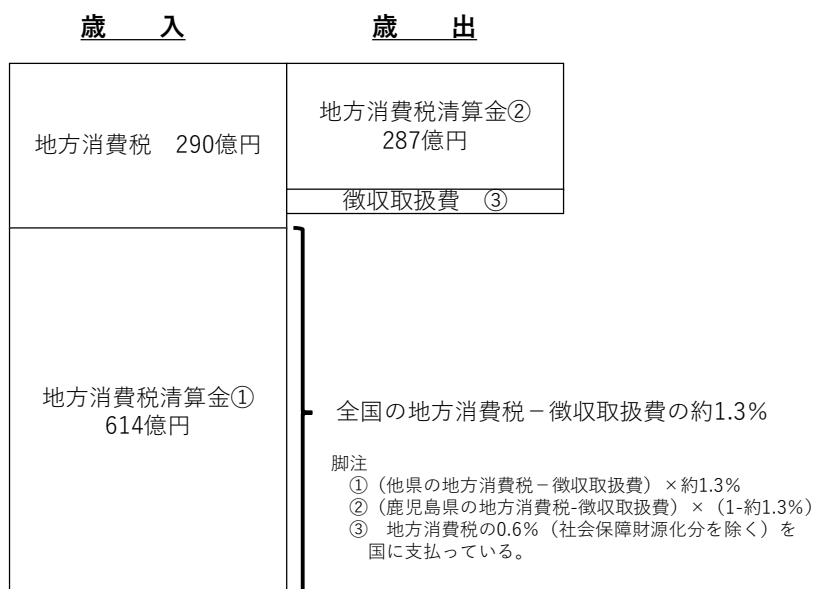 歳　入
歳　出
地方消費税　290億円
地方消費税清算金②
287億円
徴収取扱費　③
地方消費税清算金①
614億円
全国の地方消費税－徴収取扱費の約1.3%
脚注
①（他県の地方消費税－徴収取扱費）×約1.3%
②（鹿児島県の地方消費税-徴収取扱費）×（1-約1.3%）
③　地方消費税の0.6%（社会保障財源化分を除く）を
国に支払っている。